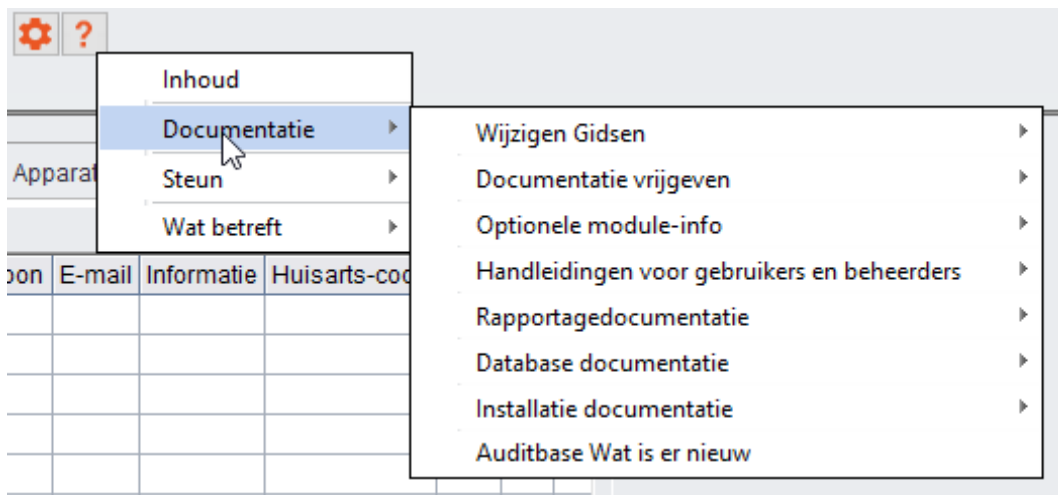 ?
Inhoud
Documentatie
Steun
Wat betreft
Wijzigen Gidsen
Documentatie vrijgeven
Optionele module-info
Handleidingen voor gebruikers en beheerders
Rapportagedocumentatie
Database documentatie
Installatie documentatie
Auditbase Wat is er nieuw
Apparat
oon E-mail Informatie Huisarts-cod